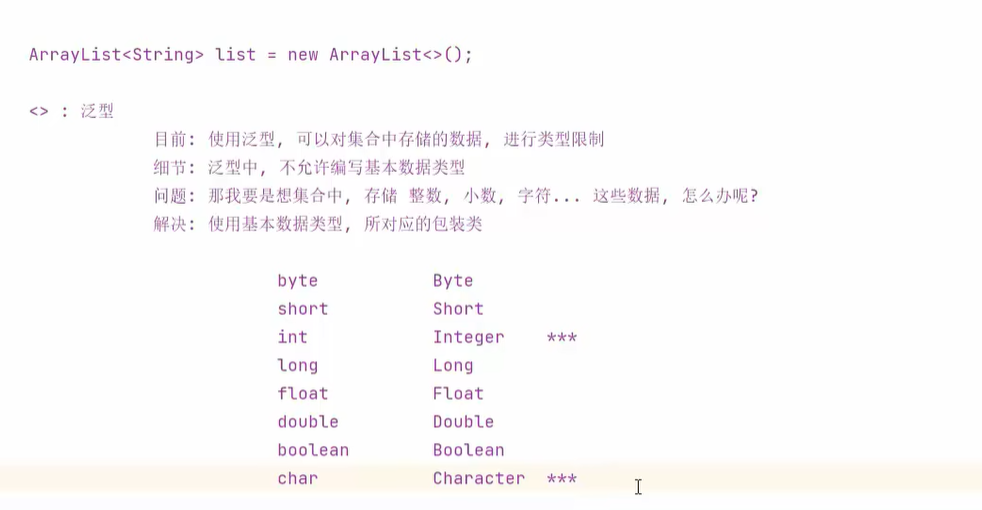 ArrayList<String> list = new ArrayList<>();
<> : 泛型
目前: 使用泛型, 可以对集合中存储的数据, 进行类型限制
细节: 泛型中, 不允许编写基本数据类型
问题: 那我要是想集合中, 存储 整数, 小数, 字符... 这些数据, 怎么办呢?
解决: 使用基本数据类型, 所对应的包装类
byte Byte
short Short
int Integer ***
long Long
float Float
double Double
boolean Boolean
char Character ***